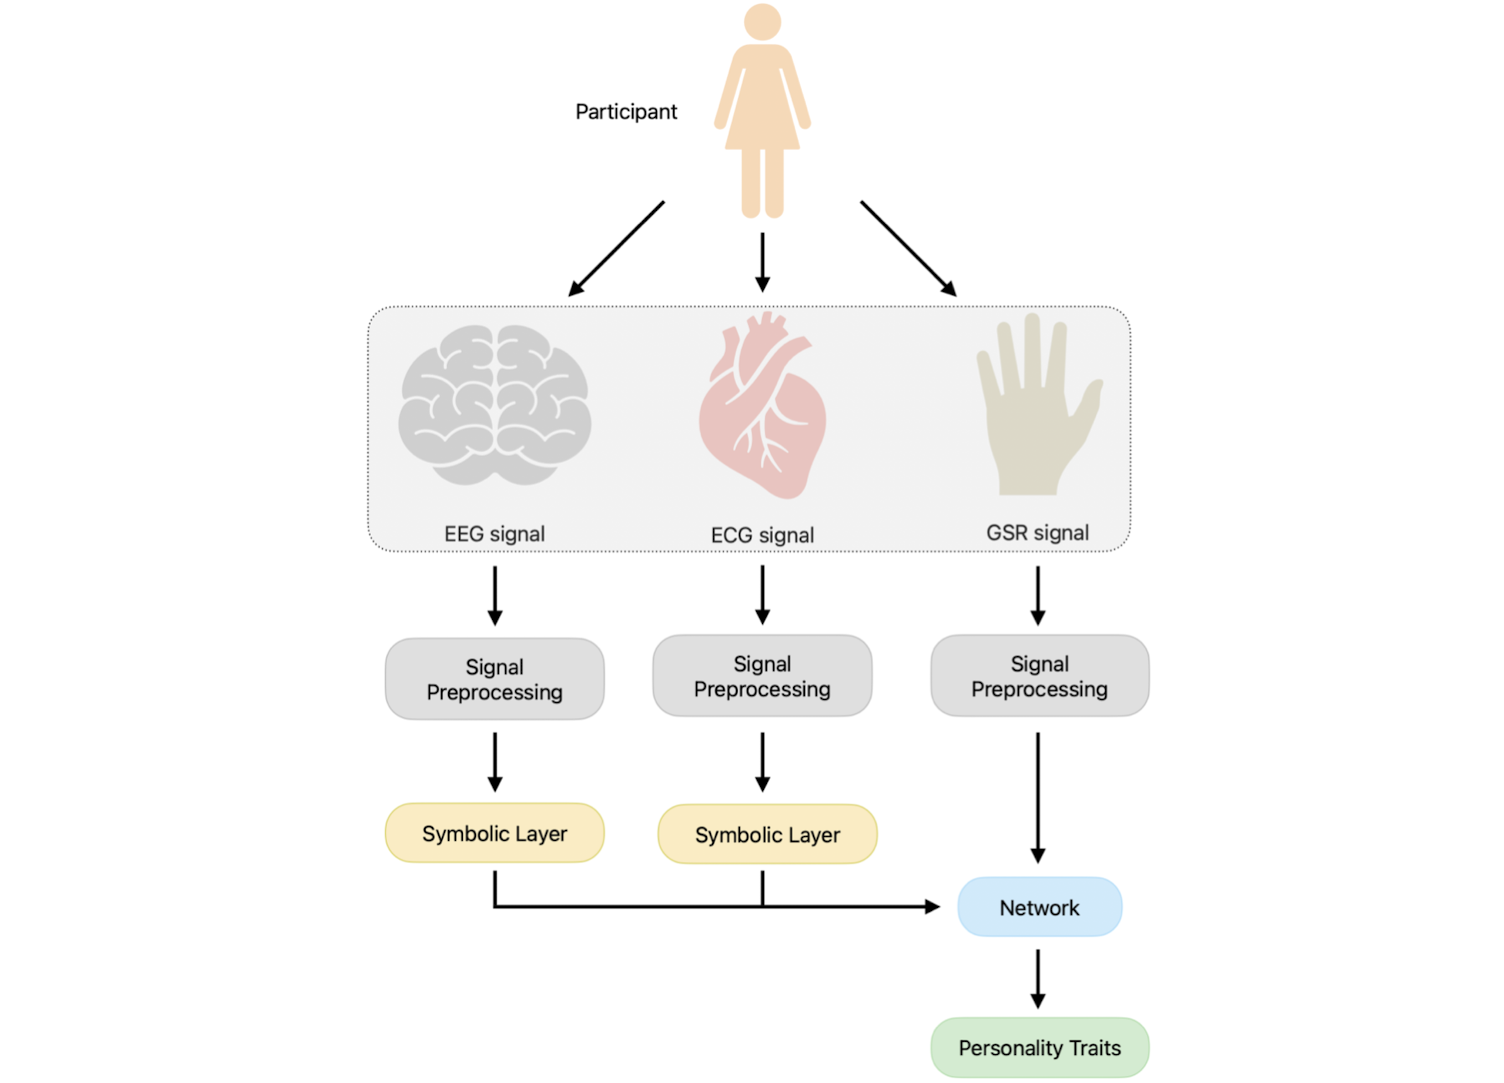 Participant
EEG signal
ECG signal
GSR signal
Signal
Preprocessing
Signal
Preprocessing
Signal
Preprocessing
Symbolic Layer
Symbolic Layer
Network
Personality Traits